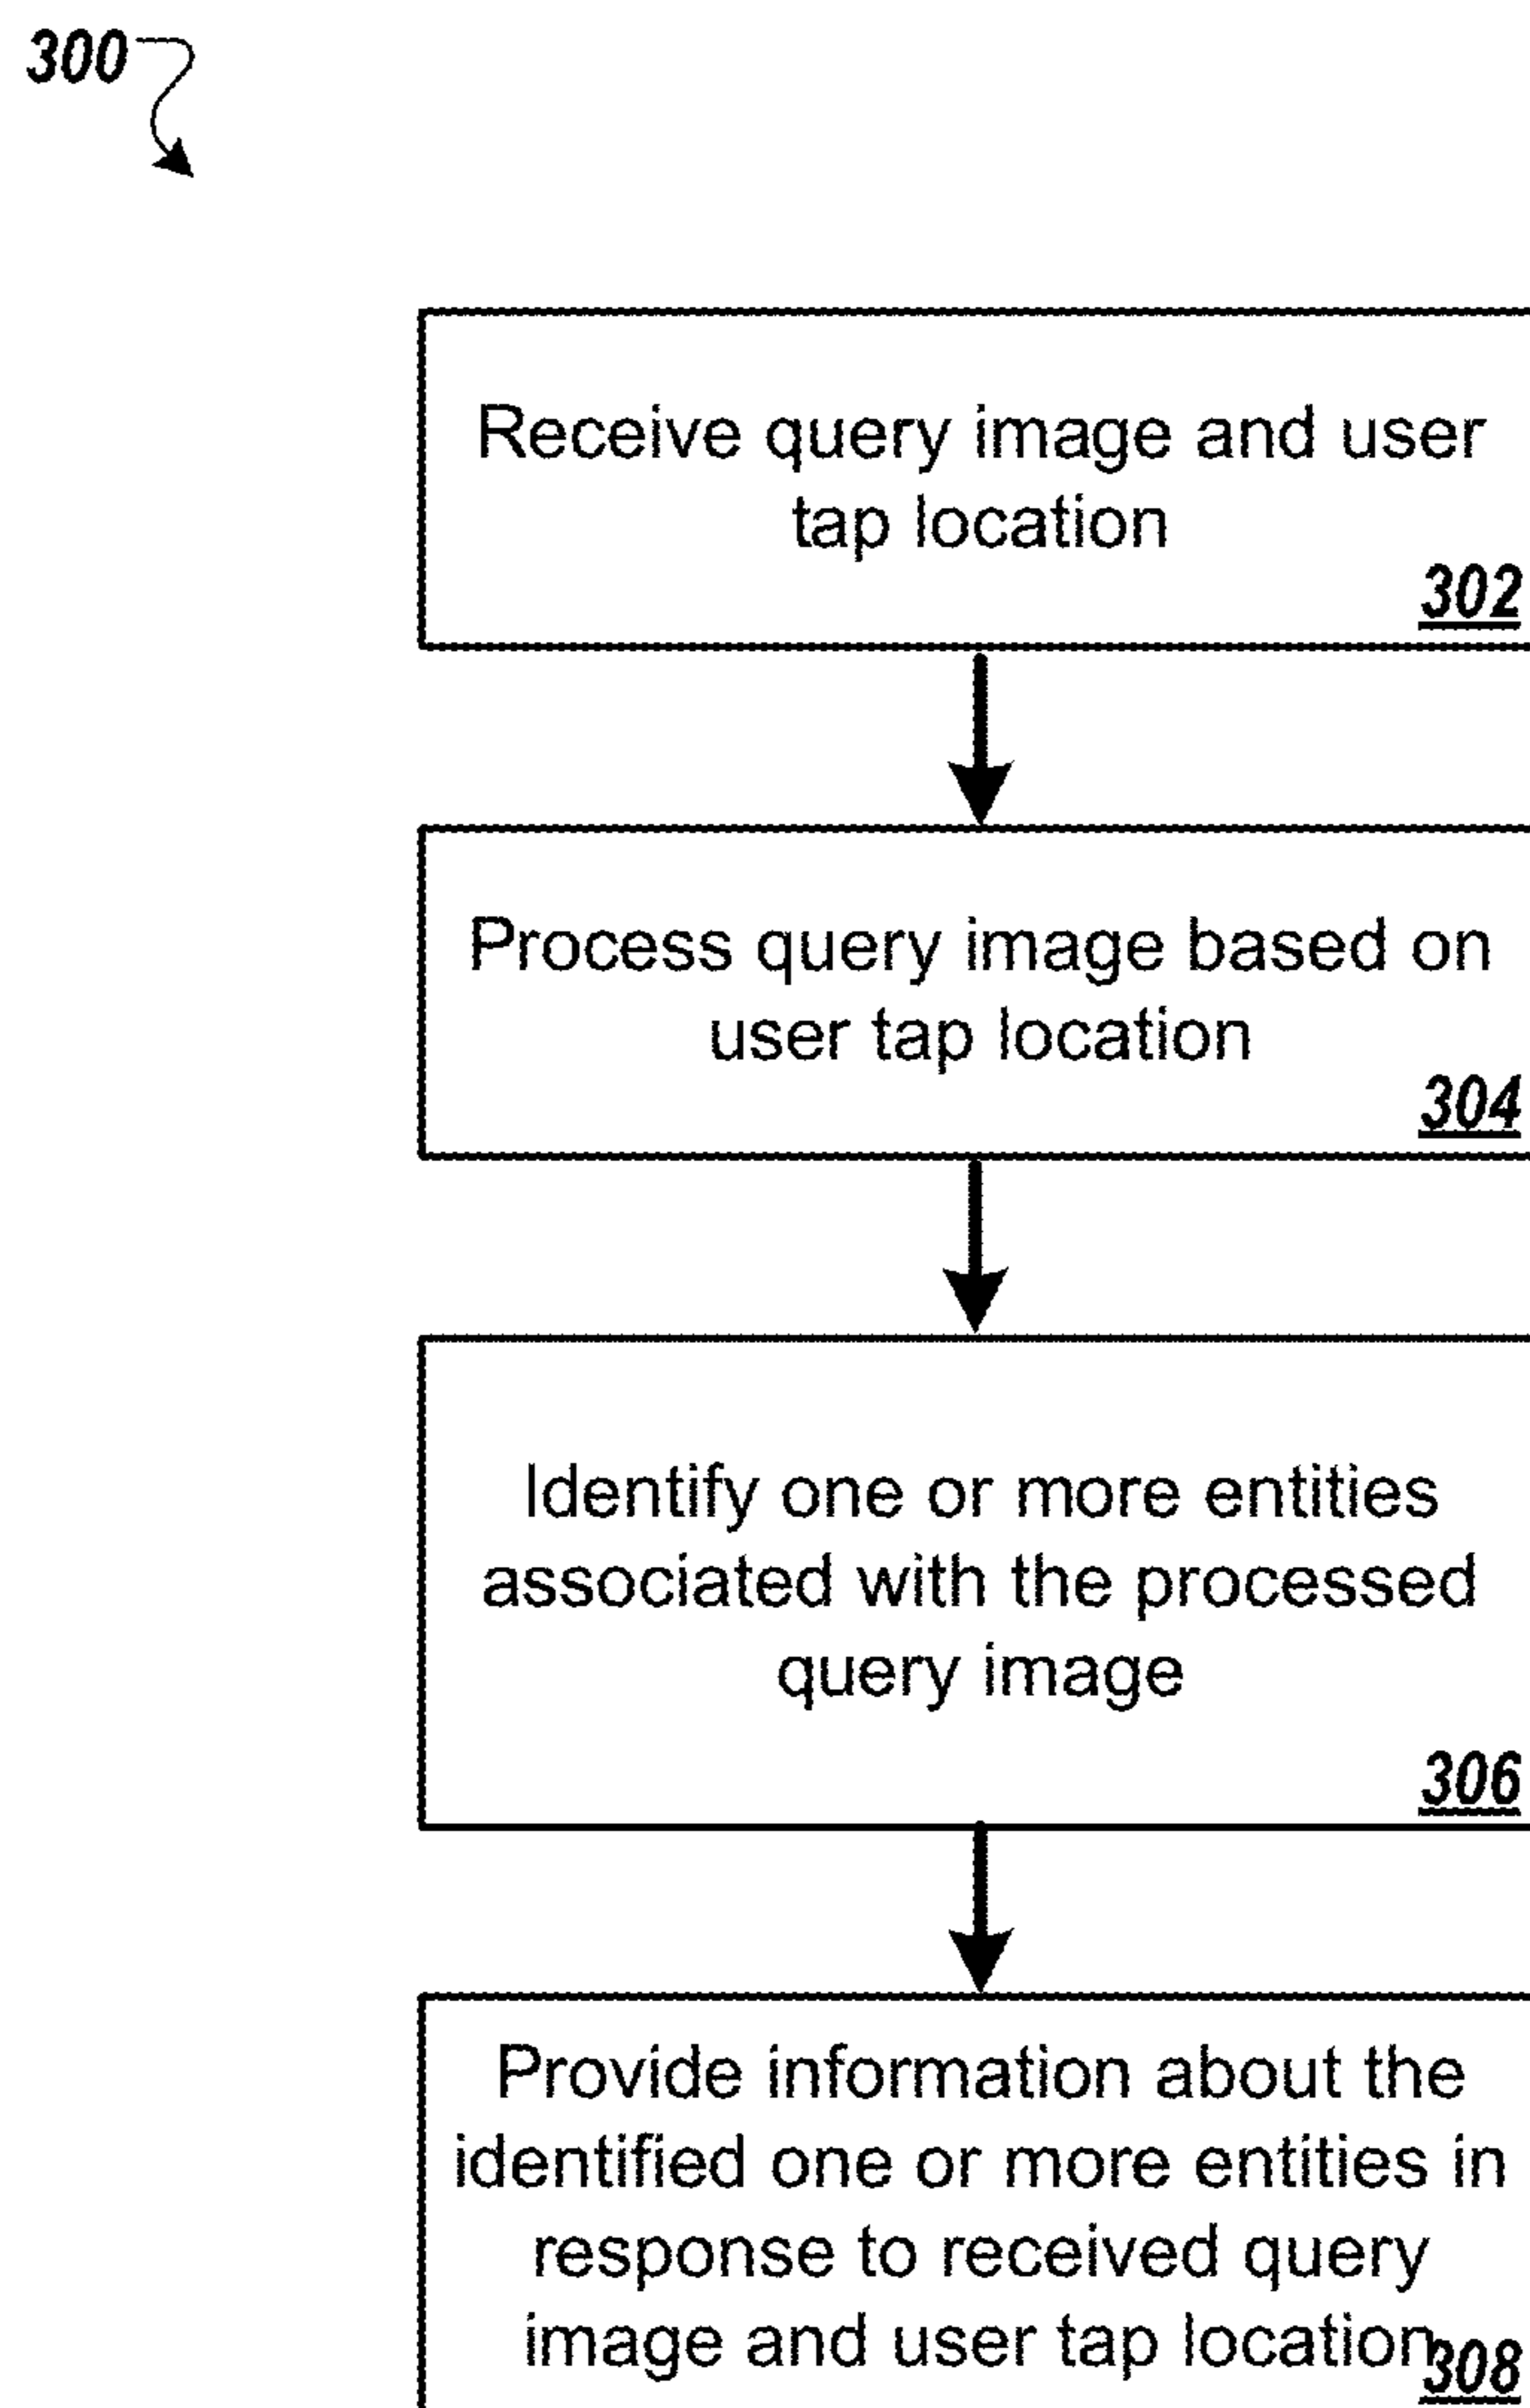 300
Receive query image and user
tap location
302
Process query image based on
user tap location
304
Identify one or more entities
associated with the processed
query image
306
Provide information about the
identified one or more entities in
response to received query
image and user tap location
308